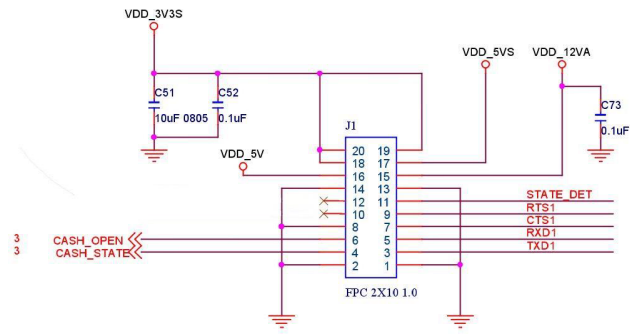 VDD_3V3S
VDD_5VS VDD_12VA
C51 C52
10uF 0805 0.1uF
C73
0.1uF
J1
VDD_5V
20 19
18 17
16 15
14 13
12 11 STATE_DET
10 9 RTS1
8 7 CTS1
3 CASH_OPEN 6 5 RXD1
3 CASH_STATE 4 3 TXD1
2 1
FPC 2X10 1.0